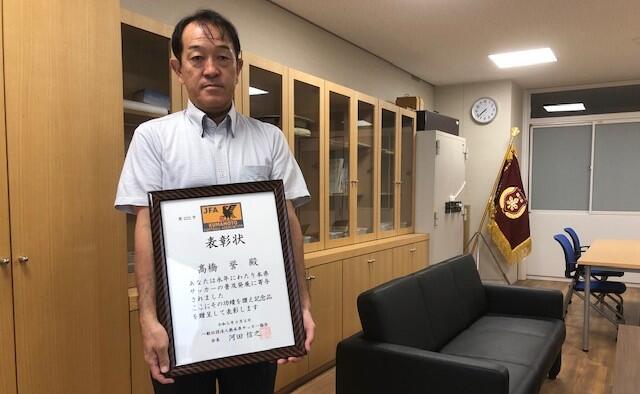 JFA
KUMAMOTO
表彰状
髙橋 誉 殿
あなたは永年にわたり本県
サッカーの普及発展に寄与
されました
ここにその功績を讃え記念品
を贈呈して表彰します
一般社団法人熊本県サッカー協会
会長 河田 信之